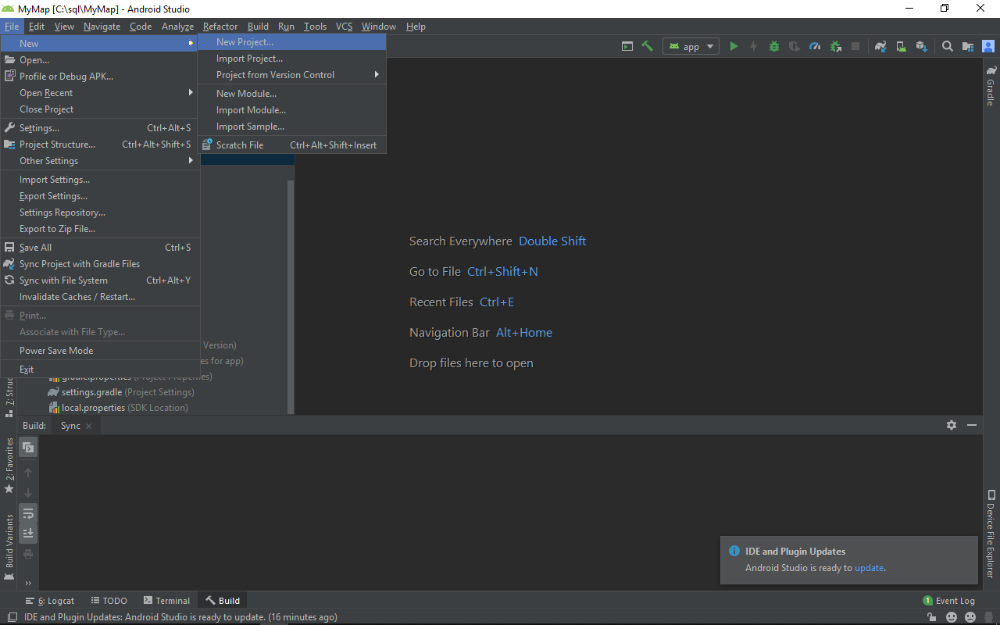 MyMap [C:\sql\MyMap] - Android Studio
File Edit View Navigate Code Analyze Refactor Build Run Tools VCS Window Help
New
Open...
Profile or Debug APK...
Open Recent
Close Project
Settings... Ctrl+Alt+S
Project Structure... Ctrl+Alt+Shift+S
Other Settings
Import Settings...
Export Settings...
Settings Repository...
Export to Zip File...
Save All Ctrl+S
Sync Project with Gradle Files
Sync with File System Ctrl+Alt+Y
Invalidate Caches / Restart...
Print...
Associate with File Type...
Power Save Mode
Exit
New Project...
Import Project...
Project from Version Control
New Module...
Import Module...
Import Sample...
Scratch File Ctrl+Alt+Shift+Insert
app
Gradle
Search Everywhere Double Shift
Go to File Ctrl+Shift+N
Recent Files Ctrl+E
Navigation Bar Alt+Home
Drop files here to open
Version)
es for app)
gradle.properties (Project Properties)
settings.gradle (Project Settings)
local.properties (SDK Location)
7: Struc
2: Favorites
Build Variants
Build: Sync
Device File Explorer
IDE and Plugin Updates
Android Studio is ready to update.
6: Logcat TODO Terminal Build 1 Event Log
IDE and Plugin Updates: Android Studio is ready to update. (16 minutes ago)